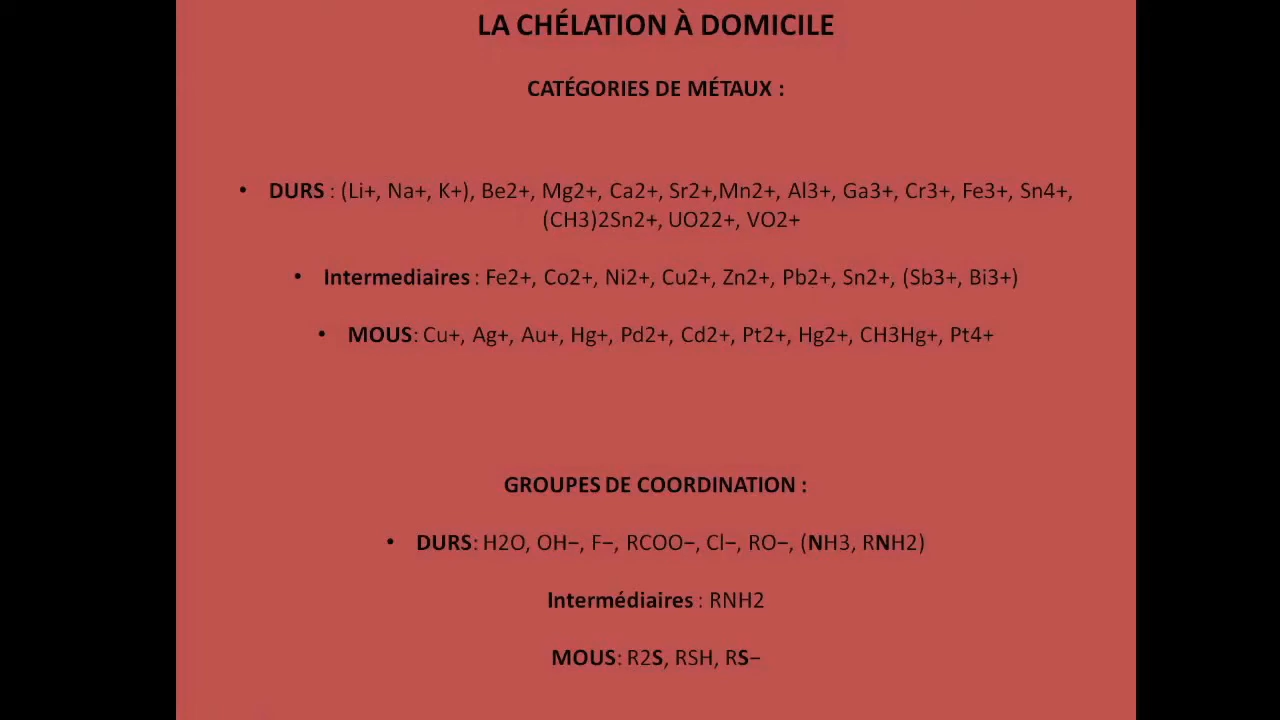 LA CHÉLATION À DOMICILE
CATÉGORIES DE MÉTAUX :
• DURS : (Li+, Na+, K+), Be2+, Mg2+, Ca2+, Sr2+,Mn2+, Al3+, Ga3+, Cr3+, Fe3+, Sn4+,
(CH3)2Sn2+, UO22+, VO2+
• Intermediaires : Fe2+, Co2+, Ni2+, Cu2+, Zn2+, Pb2+, Sn2+, (Sb3+, Bi3+)
• MOUS: Cu+, Ag+, Au+, Hg+, Pd2+, Cd2+, Pt2+, Hg2+, CH3Hg+, Pt4+
GROUPES DE COORDINATION :
• DURS: H2O, OH−, F−, RCOO−, Cl−, RO−, (NH3, RNH2)
Intermédiaires : RNH2
MOUS: R2S, RSH, RS−